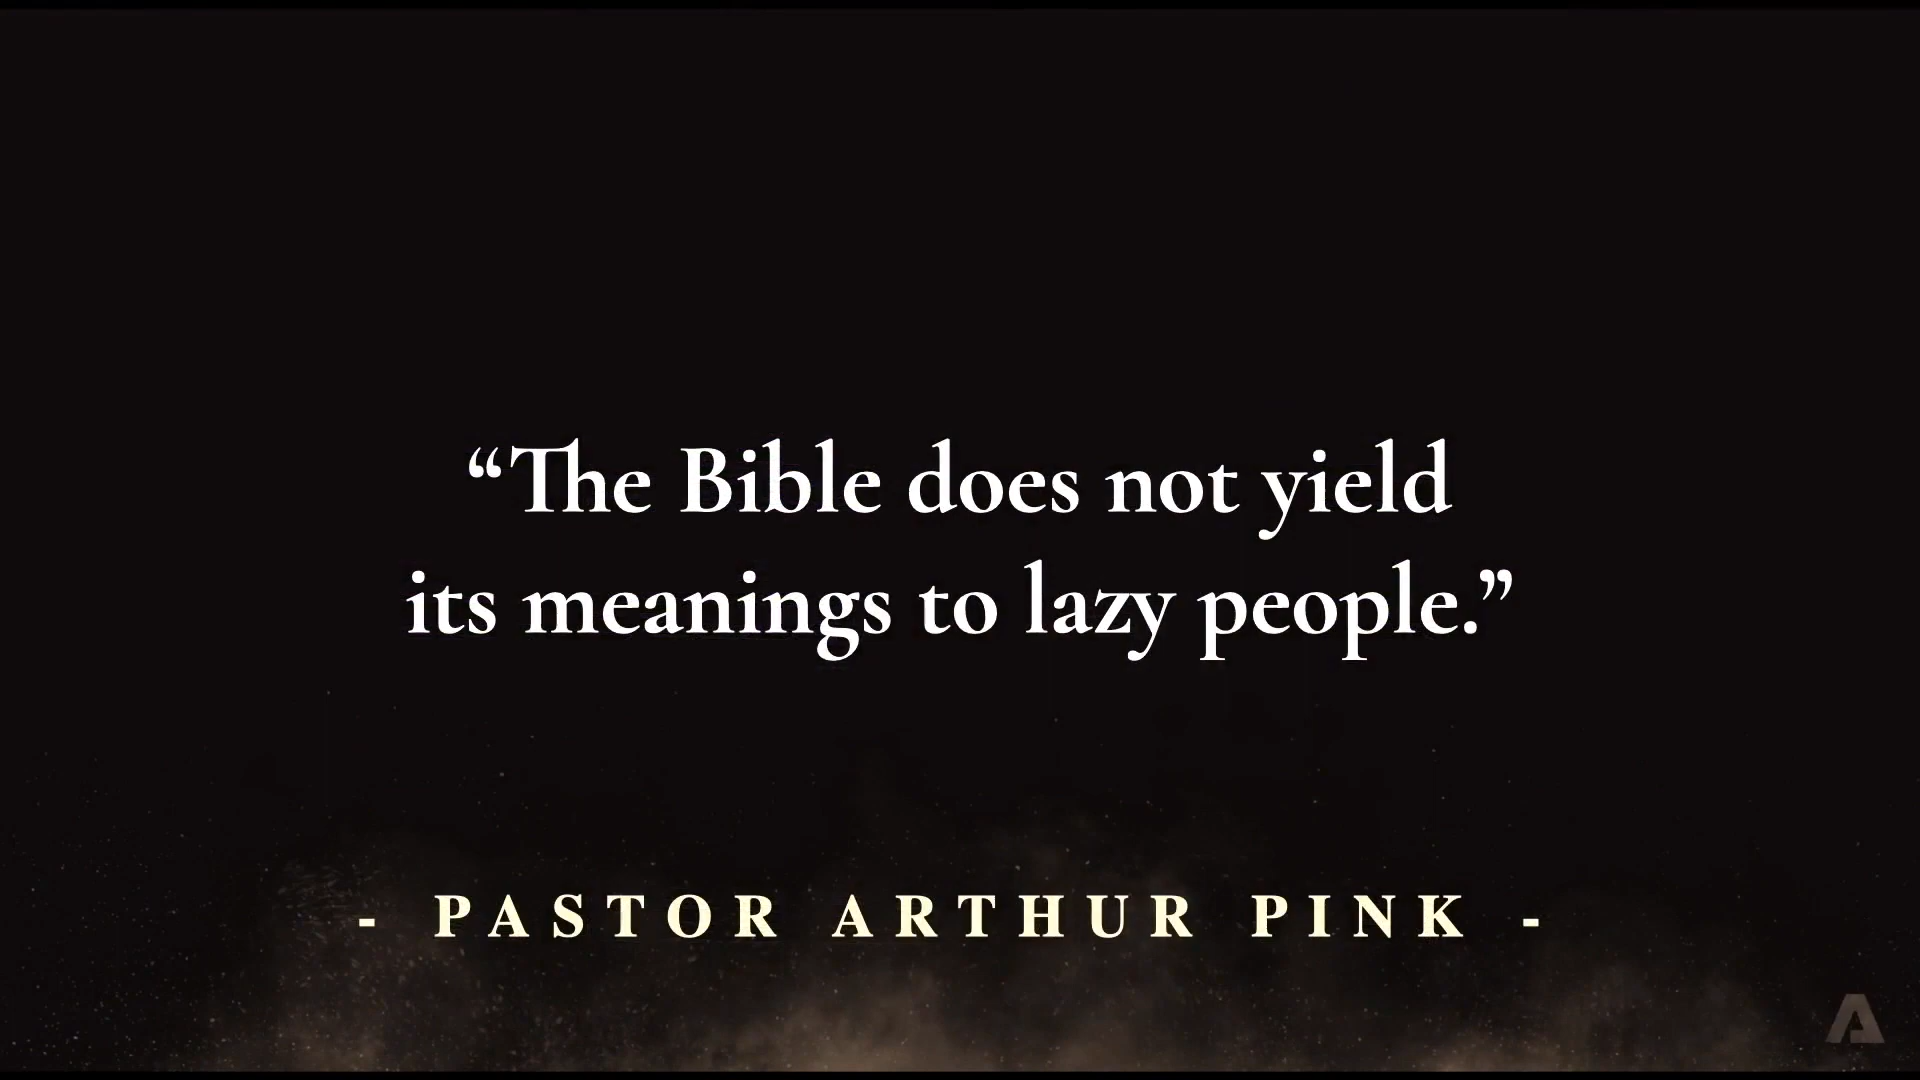 “The Bible does not yield
its meanings to lazy people.”
- PASTOR ARTHUR PINK -